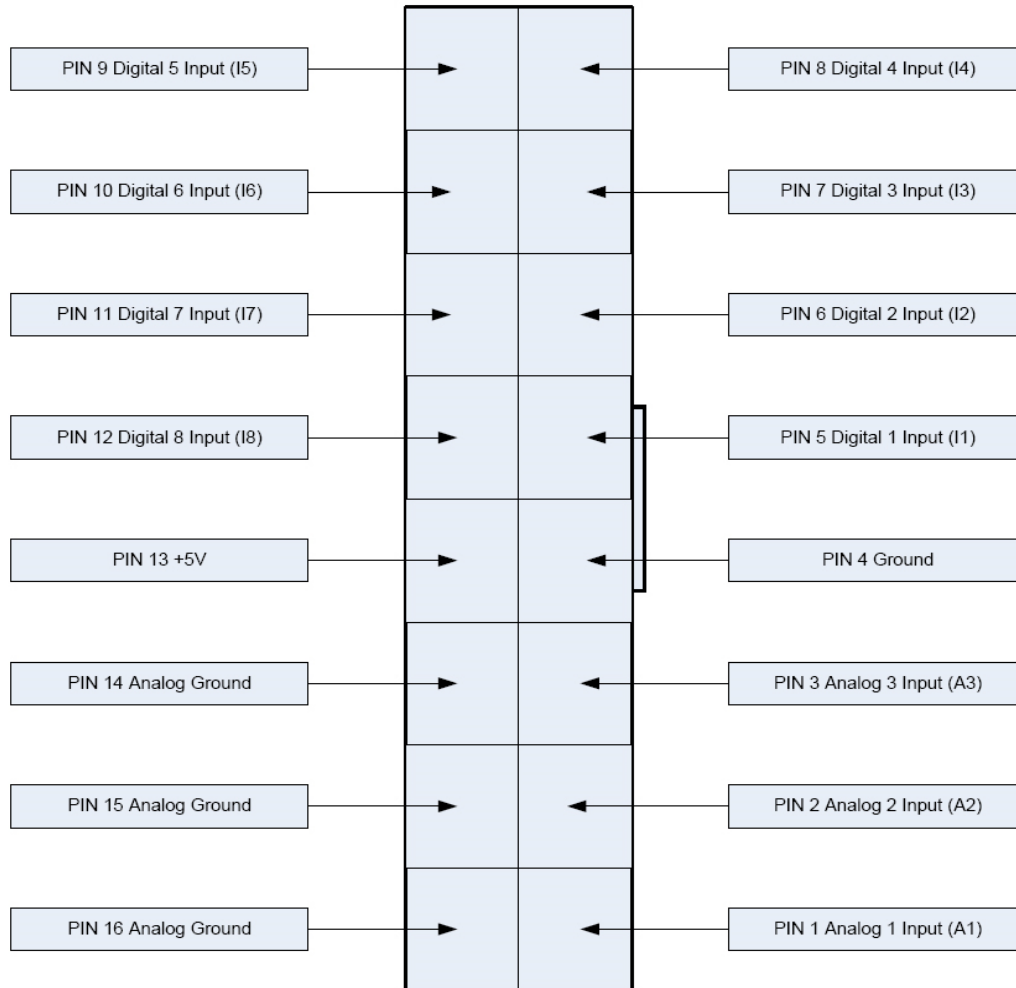 PIN 9 Digital 5 Input (I5)
PIN 8 Digital 4 Input (I4)
PIN 10 Digital 6 Input (I6)
PIN 7 Digital 3 Input (I3)
PIN 11 Digital 7 Input (I7)
PIN 6 Digital 2 Input (I2)
PIN 12 Digital 8 Input (I8)
PIN 5 Digital 1 Input (I1)
PIN 13 +5V
PIN 4 Ground
PIN 14 Analog Ground
PIN 3 Analog 3 Input (A3)
PIN 15 Analog Ground
PIN 2 Analog 2 Input (A2)
PIN 16 Analog Ground
PIN 1 Analog 1 Input (A1)